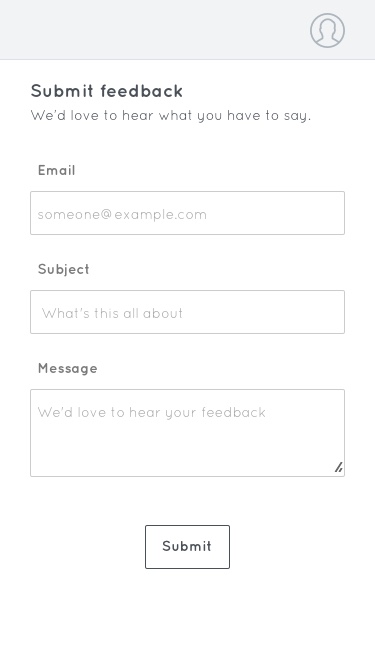 Submit feedback
We'd love to hear what you have to say.
Email
someone@example.com
Subject
What's this all about
Message
We'd love to hear your feedback
Submit